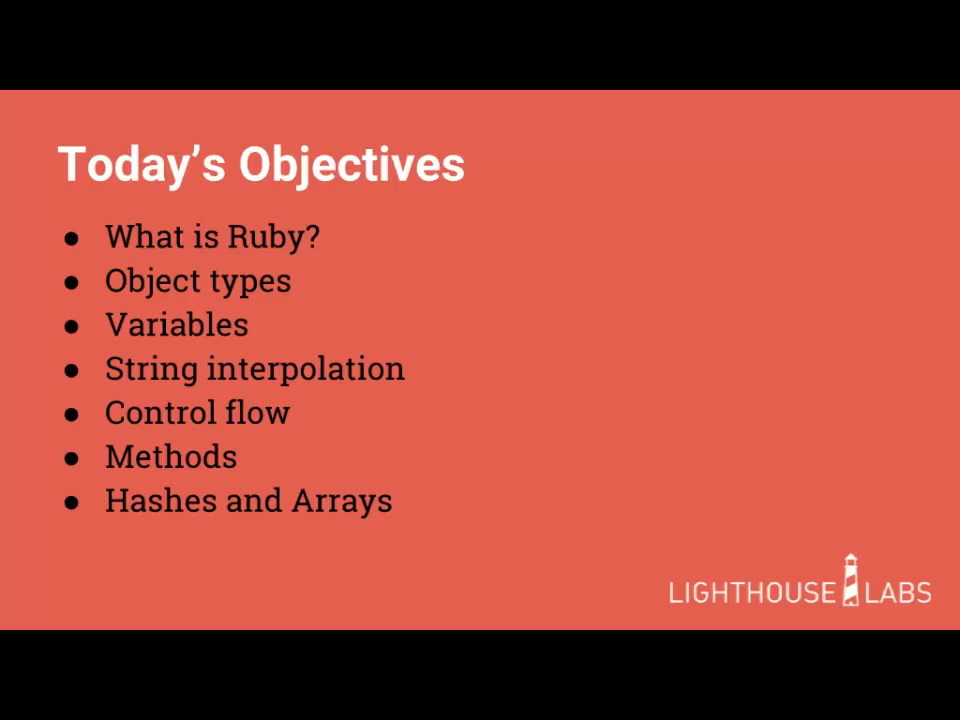 Today’s Objectives
● What is Ruby?
● Object types
● Variables
● String interpolation
● Control flow
● Methods
● Hashes and Arrays
LIGHTHOUSE LABS